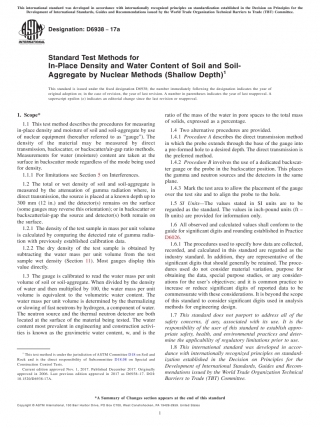 This international standard was developed in accordance with internationally recognized principles on standardization established in the Decision on Principles for the
Development of International Standards, Guides and Recommendations issued by the World Trade Organization Technical Barriers to Trade (TBT) Committee.
Designation: D6938 − 17a
Standard Test Methods for
In-Place Density and Water Content of Soil and Soil-
Aggregate by Nuclear Methods (Shallow Depth)1
This standard is issued under the fixed designation D6938; the number immediately following the designation indicates the year of
original adoption or, in the case of revision, the year of last revision. A number in parentheses indicates the year of last reapproval. A
superscript epsilon (ε) indicates an editorial change since the last revision or reapproval.
1. Scope*
1.1 This test method describes the procedures for measuring
in-place density and moisture of soil and soil-aggregate by use
of nuclear equipment (hereafter referred to as “gauge”). The
density of the material may be measured by direct
transmission, backscatter, or backscatter/air-gap ratio methods.
Measurements for water (moisture) content are taken at the
surface in backscatter mode regardless of the mode being used
for density.
1.1.1 For limitations see Section 5 on Interferences.
1.2 The total or wet density of soil and soil-aggregate is
measured by the attenuation of gamma radiation where, in
direct transmission, the source is placed at a known depth up to
300 mm (12 in.) and the detector(s) remains on the surface
(some gauges may reverse this orientation); or in backscatter or
backscatter/air-gap the source and detector(s) both remain on
the surface.
1.2.1 The density of the test sample in mass per unit volume
is calculated by comparing the detected rate of gamma radia-
tion with previously established calibration data.
1.2.2 The dry density of the test sample is obtained by
subtracting the water mass per unit volume from the test
sample wet density (Section 11). Most gauges display this
value directly.
1.3 The gauge is calibrated to read the water mass per unit
volume of soil or soil-aggregate. When divided by the density
of water and then multiplied by 100, the water mass per unit
volume is equivalent to the volumetric water content. The
water mass per unit volume is determined by the thermalizing
or slowing of fast neutrons by hydrogen, a component of water.
The neutron source and the thermal neutron detector are both
located at the surface of the material being tested. The water
content most prevalent in engineering and construction activi-
ties is known as the gravimetric water content, w, and is the
ratio of the mass of water in pore spaces to the total mass
of solids, expressed as a percentage.
1.4 Two alternative procedures are provided.
1.4.1 Procedure A describes the direct transmission method
in which the probe extends through the base of the gauge into
a pre-formed hole to a desired depth. The direct transmission is
the preferred method.
1.4.2 Procedure B involves the use of a dedicated backscat-
ter gauge or the probe in the backscatter position. This places
the gamma and neutron sources and the detectors in the same
plane.
1.4.3 Mark the test area to allow the placement of the gauge
over the test site and to align the probe to the hole.
1.5 SI Units—The values stated in SI units are to be
regarded as the standard. The values in inch-pounds (ft –
lb units) are provided for information only.
1.6 All observed and calculated values shall conform to the
guide for significant digits and rounding established in Practice
D6026.
1.6.1 The procedures used to specify how data are collected,
recorded, and calculated in this standard are regarded as the
industry standard. In addition, they are representative of the
significant digits that should generally be retained. The proce-
dures used do not consider material variation, purpose for
obtaining the data, special purpose studies, or any consider-
ations for the user’s objectives; and it is common practice to
increase or reduce significant digits of reported data to be
commensurate with these considerations. It is beyond the scope
of this standard to consider significant digits used in analysis
methods for engineering design.
1.7 This standard does not purport to address all of the
safety concerns, if any, associated with its use. It is the
responsibility of the user of this standard to establish appro-
priate safety, health, and environmental practices and deter-
mine the applicability of regulatory limitations prior to use.
1.8 This international standard was developed in accor-
dance with internationally recognized principles on standard-
ization established in the Decision on Principles for the
Development of International Standards, Guides and Recom-
mendations issued by the World Trade Organization Technical
Barriers to Trade (TBT) Committee.
1 This test method is under the jurisdiction of ASTM Committee D18 on Soil and
Rock and is the direct responsibility of Subcommittee D18.08 on Special and
Construction Control Tests.
Current edition approved Nov. 1, 2017. Published December 2017. Originally
approved in 2006. Last previous edition approved in 2017 as D6938–17. DOI:
10.1520/D6938-17A.
*A Summary of Changes section appears at the end of this standard
Copyright © ASTM International, 100 Barr Harbor Drive, PO Box C700, West Conshohocken, PA 19428-2959. United States
1